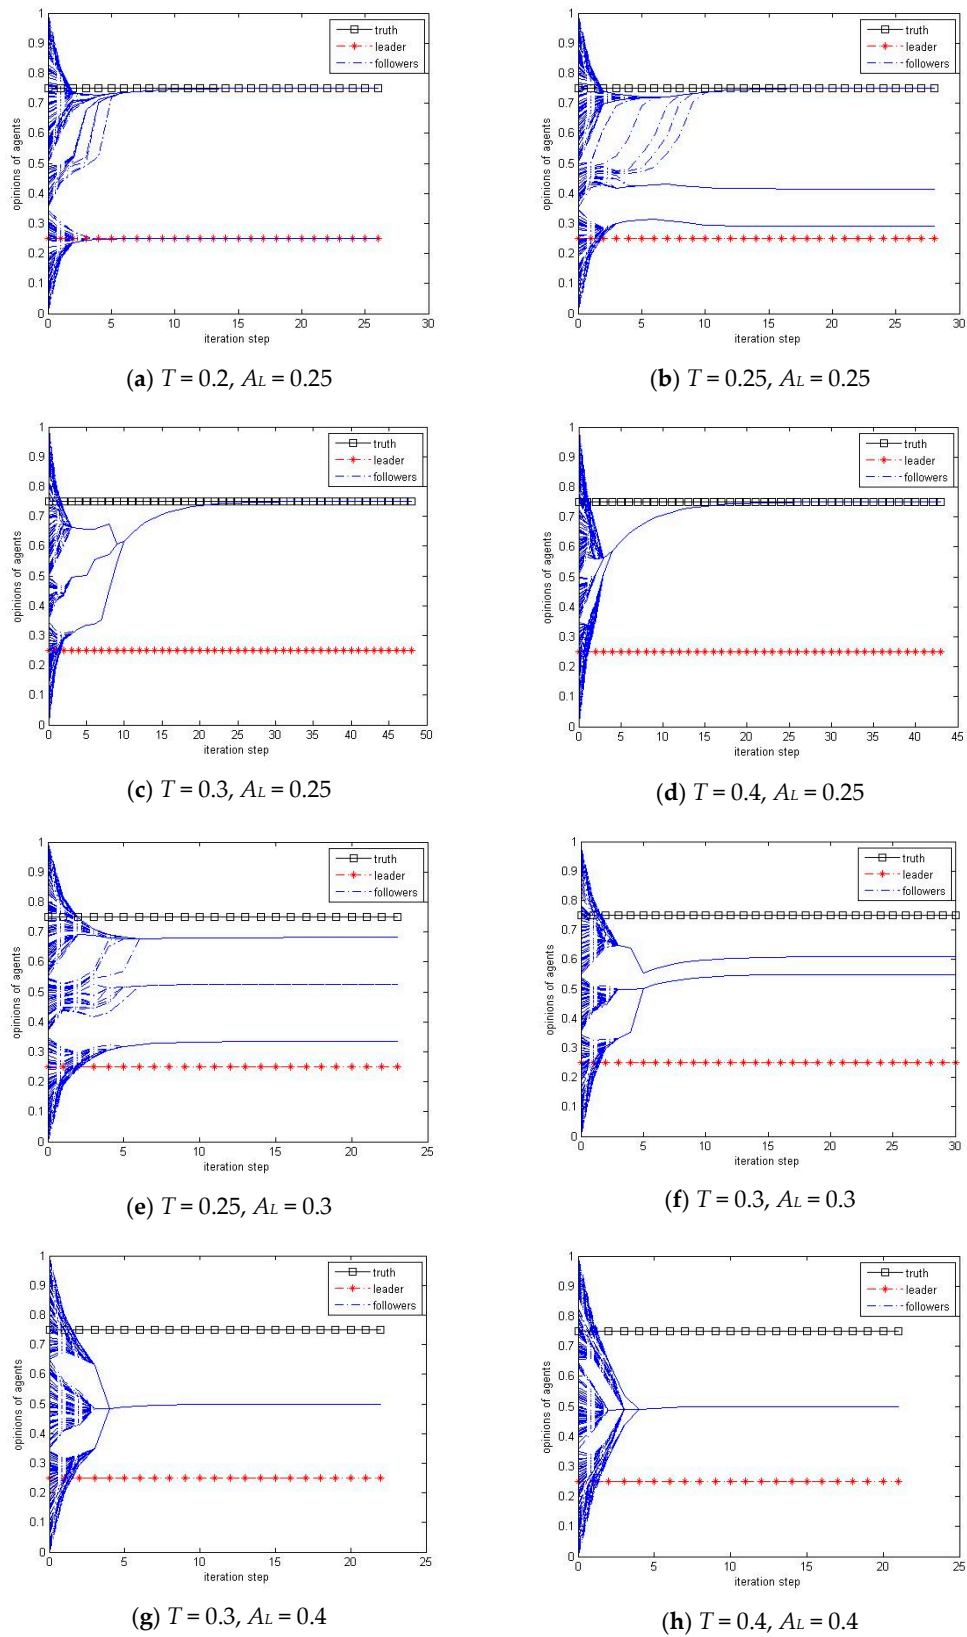 1
0.9
0.8
0.7
0.6
0.5
0.4
0.3
0.2
0.1
0
opinions of agents
truth
leader
followers
0 5 10 15 20 25 30
iteration step
(a) T = 0.2, AL = 0.25
1
0.9
0.8
0.7
0.6
0.5
0.4
0.3
0.2
0.1
0
opinions of agents
truth
leader
followers
0 5 10 15 20 25 30
iteration step
(b) T = 0.25, AL = 0.25
1
0.9
0.8
0.7
0.6
0.5
0.4
0.3
0.2
0.1
0
opinions of agents
truth
leader
followers
0 5 10 15 20 25 30 35 40 45 50
iteration step
(c) T = 0.3, AL = 0.25
1
0.9
0.8
0.7
0.6
0.5
0.4
0.3
0.2
0.1
0
opinions of agents
truth
leader
followers
0 5 10 15 20 25 30 35 40 45
iteration step
(d) T = 0.4, AL = 0.25
1
0.9
0.8
0.7
0.6
0.5
0.4
0.3
0.2
0.1
0
opinions of agents
truth
leader
followers
0 5 10 15 20 25
iteration step
(e) T = 0.25, AL = 0.3
1
0.9
0.8
0.7
0.6
0.5
0.4
0.3
0.2
0.1
0
opinions of agents
truth
leader
followers
0 5 10 15 20 25 30
iteration step
(f) T = 0.3, AL = 0.3
1
0.9
0.8
0.7
0.6
0.5
0.4
0.3
0.2
0.1
0
opinions of agents
truth
leader
followers
0 5 10 15 20 25
iteration step
(g) T = 0.3, AL = 0.4
1
0.9
0.8
0.7
0.6
0.5
0.4
0.3
0.2
0.1
0
opinions of agents
truth
leader
followers
0 5 10 15 20 25
iteration step
(h) T = 0.4, AL = 0.4